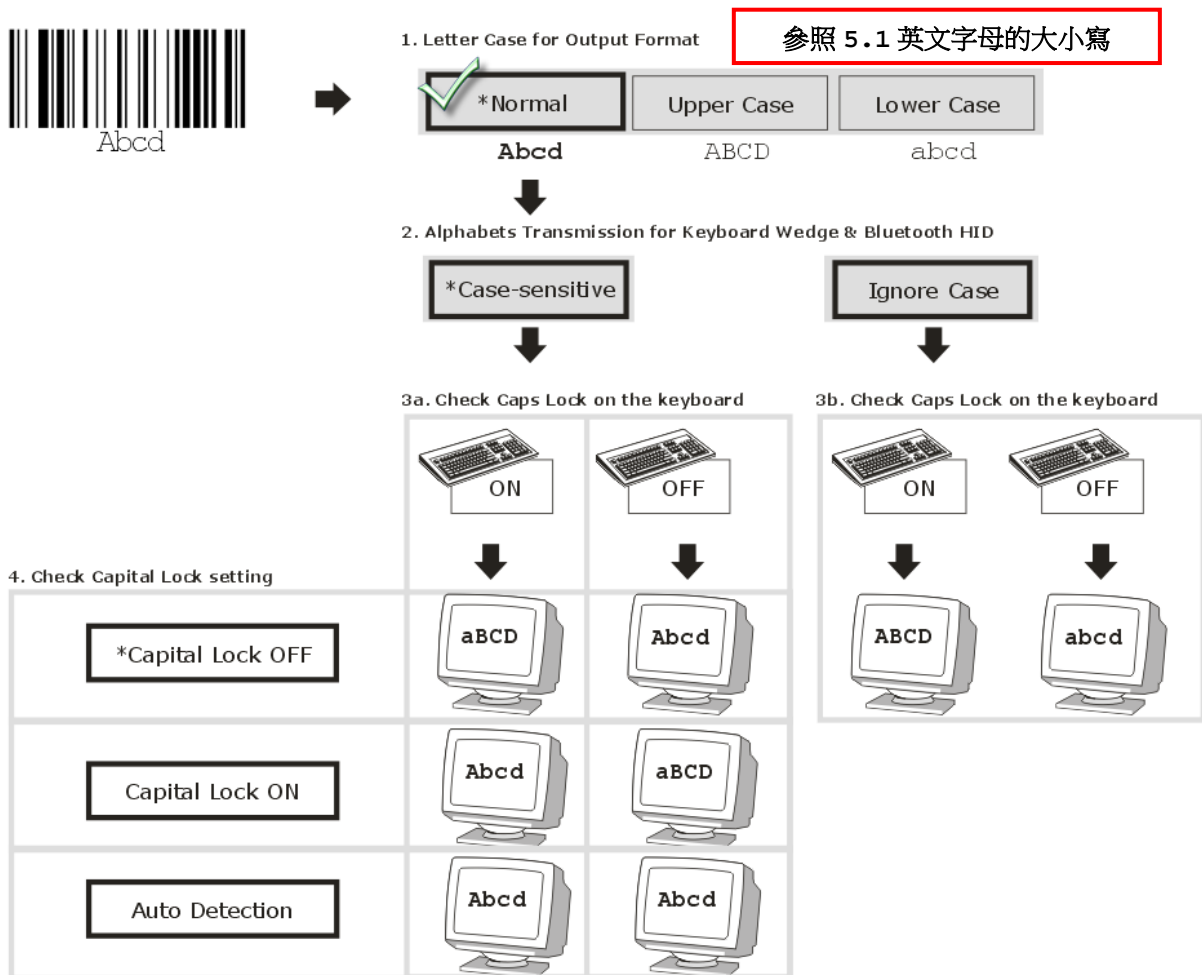 1. Letter Case for Output Format
參照 5.1 英文字母的大小寫
*Normal Upper Case Lower Case
Abcd
Abcd ABCD abcd
2. Alphabets Transmission for Keyboard Wedge & Bluetooth HID
*Case-sensitive Ignore Case
3a. Check Caps Lock on the keyboard 3b. Check Caps Lock on the keyboard
ON OFF ON OFF
4. Check Capital Lock setting
*Capital Lock OFF aBCD Abcd ABCD abcd
Capital Lock ON Abcd aBCD
Auto Detection Abcd Abcd